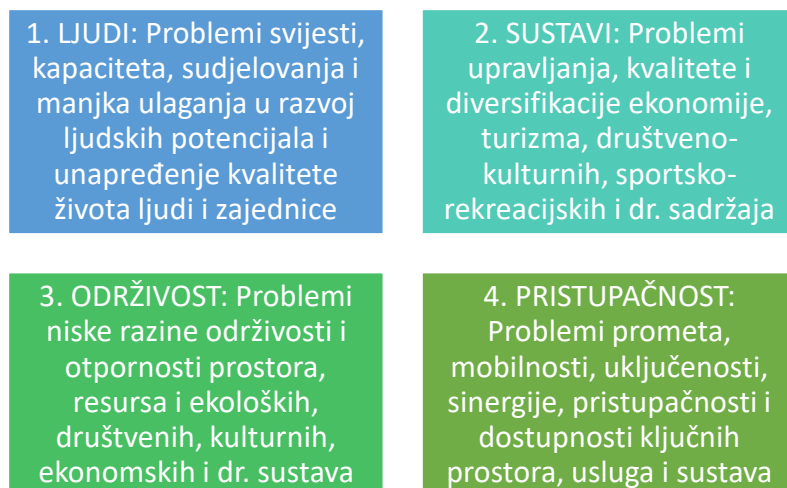 1. LJUDI: Problemi svijesti,
kapaciteta, sudjelovanja i
manjka ulaganja u razvoj
ljudskih potencijala i
unapređenje kvalitete
života ljudi i zajednice
2. SUSTAVI: Problemi
upravljanja, kvalitete i
diversifikacije ekonomije,
turizma, društveno-
kulturnih, sportsko-
rekreacijskih i dr. sadržaja
3. ODRŽIVOST: Problemi
niske razine održivosti i
otpornosti prostora,
resursa i ekoloških,
društvenih, kulturnih,
ekonomskih i dr. sustava
4. PRISTUPAČNOST:
Problemi prometa,
mobilnosti, uključenosti,
sinergije, pristupačnosti i
dostupnosti ključnih
prostora, usluga i sustava